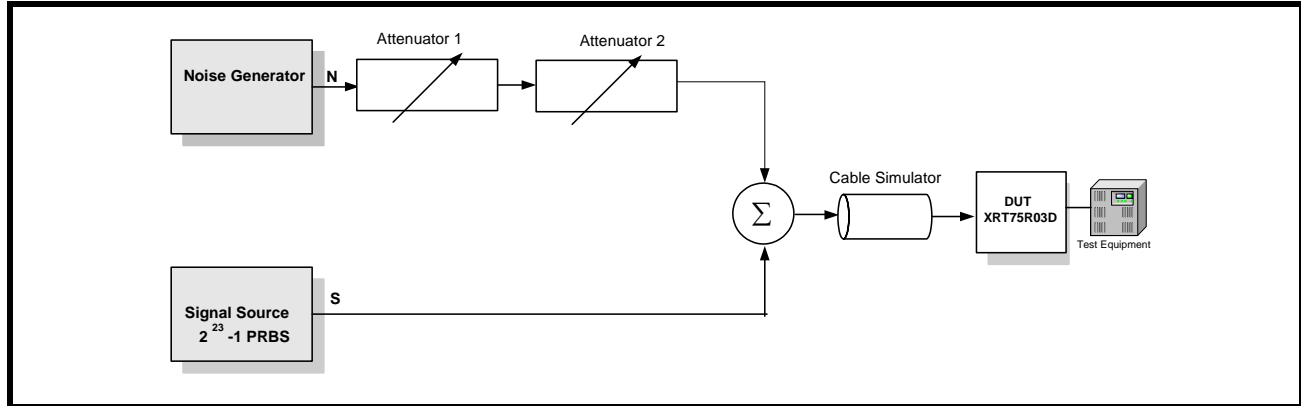 Noise Generator
N
Attenuator 1
Attenuator 2
Σ
Cable Simulator
DUT
XRT75R03D
Test Equipment
Signal Source
2 23 -1 PRBS
S